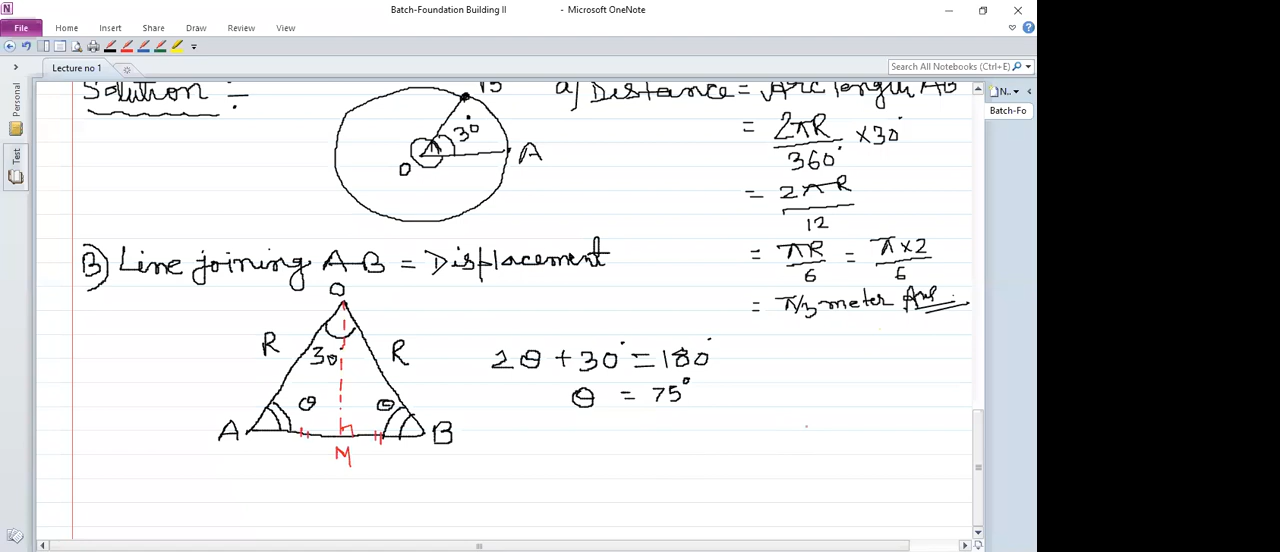 Batch-Foundation Building II - Microsoft OneNote
File Home Insert Share Draw Review View
Lecture no 1
Search All Notebooks (Ctrl+E)
Personal
Test
N..
Batch-Fo
Solution :-
B
30°
O
A
a) Distance = Arc length AB
= 2πR/360° ×30°
= 2πR/12
= πR/6 = π×2/6
= π/3 meter Ans
B) Line joining AB = Displacement
O
R
30°
R
θ
θ
A
M
B
2θ + 30° = 180°
θ = 75°